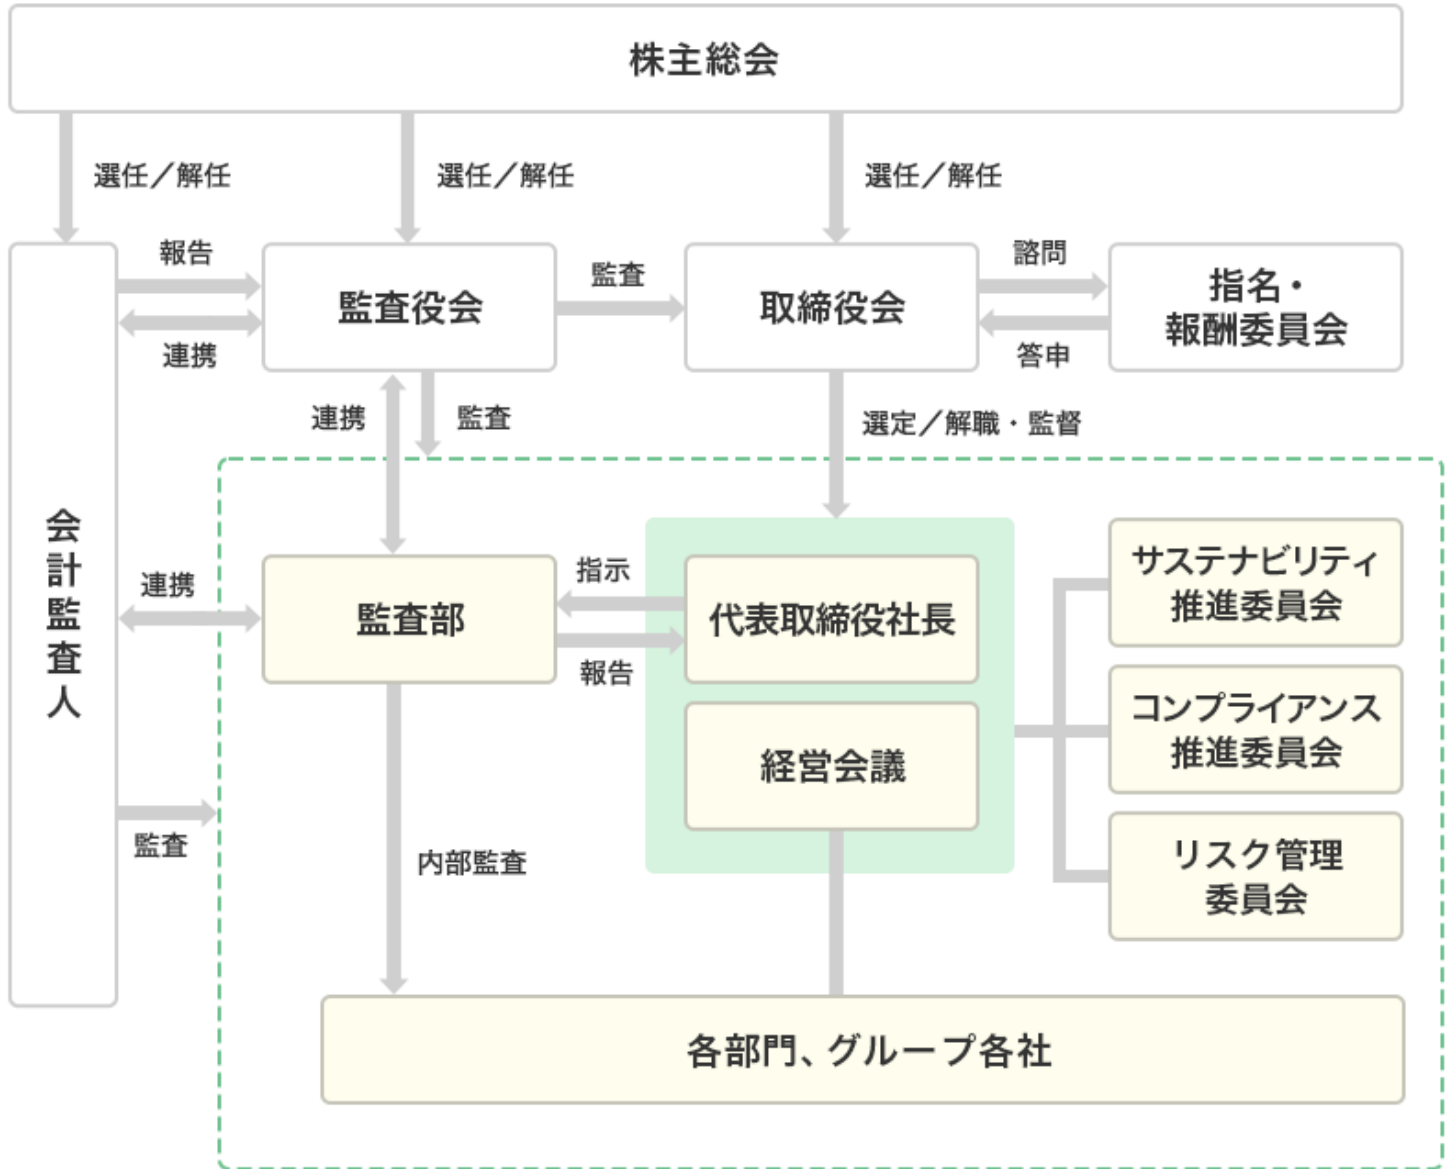 株主総会
選任／解任
選任／解任
選任／解任
報告
監査役会
監査
取締役会
諮問
指名・
報酬委員会
連携
答申
連携
監査
選定／解職・監督
会計監査人
連携
監査部
指示
報告
代表取締役社長
経営会議
サステナビリティ
推進委員会
コンプライアンス
推進委員会
リスク管理
委員会
監査
内部監査
各部門、グループ各社